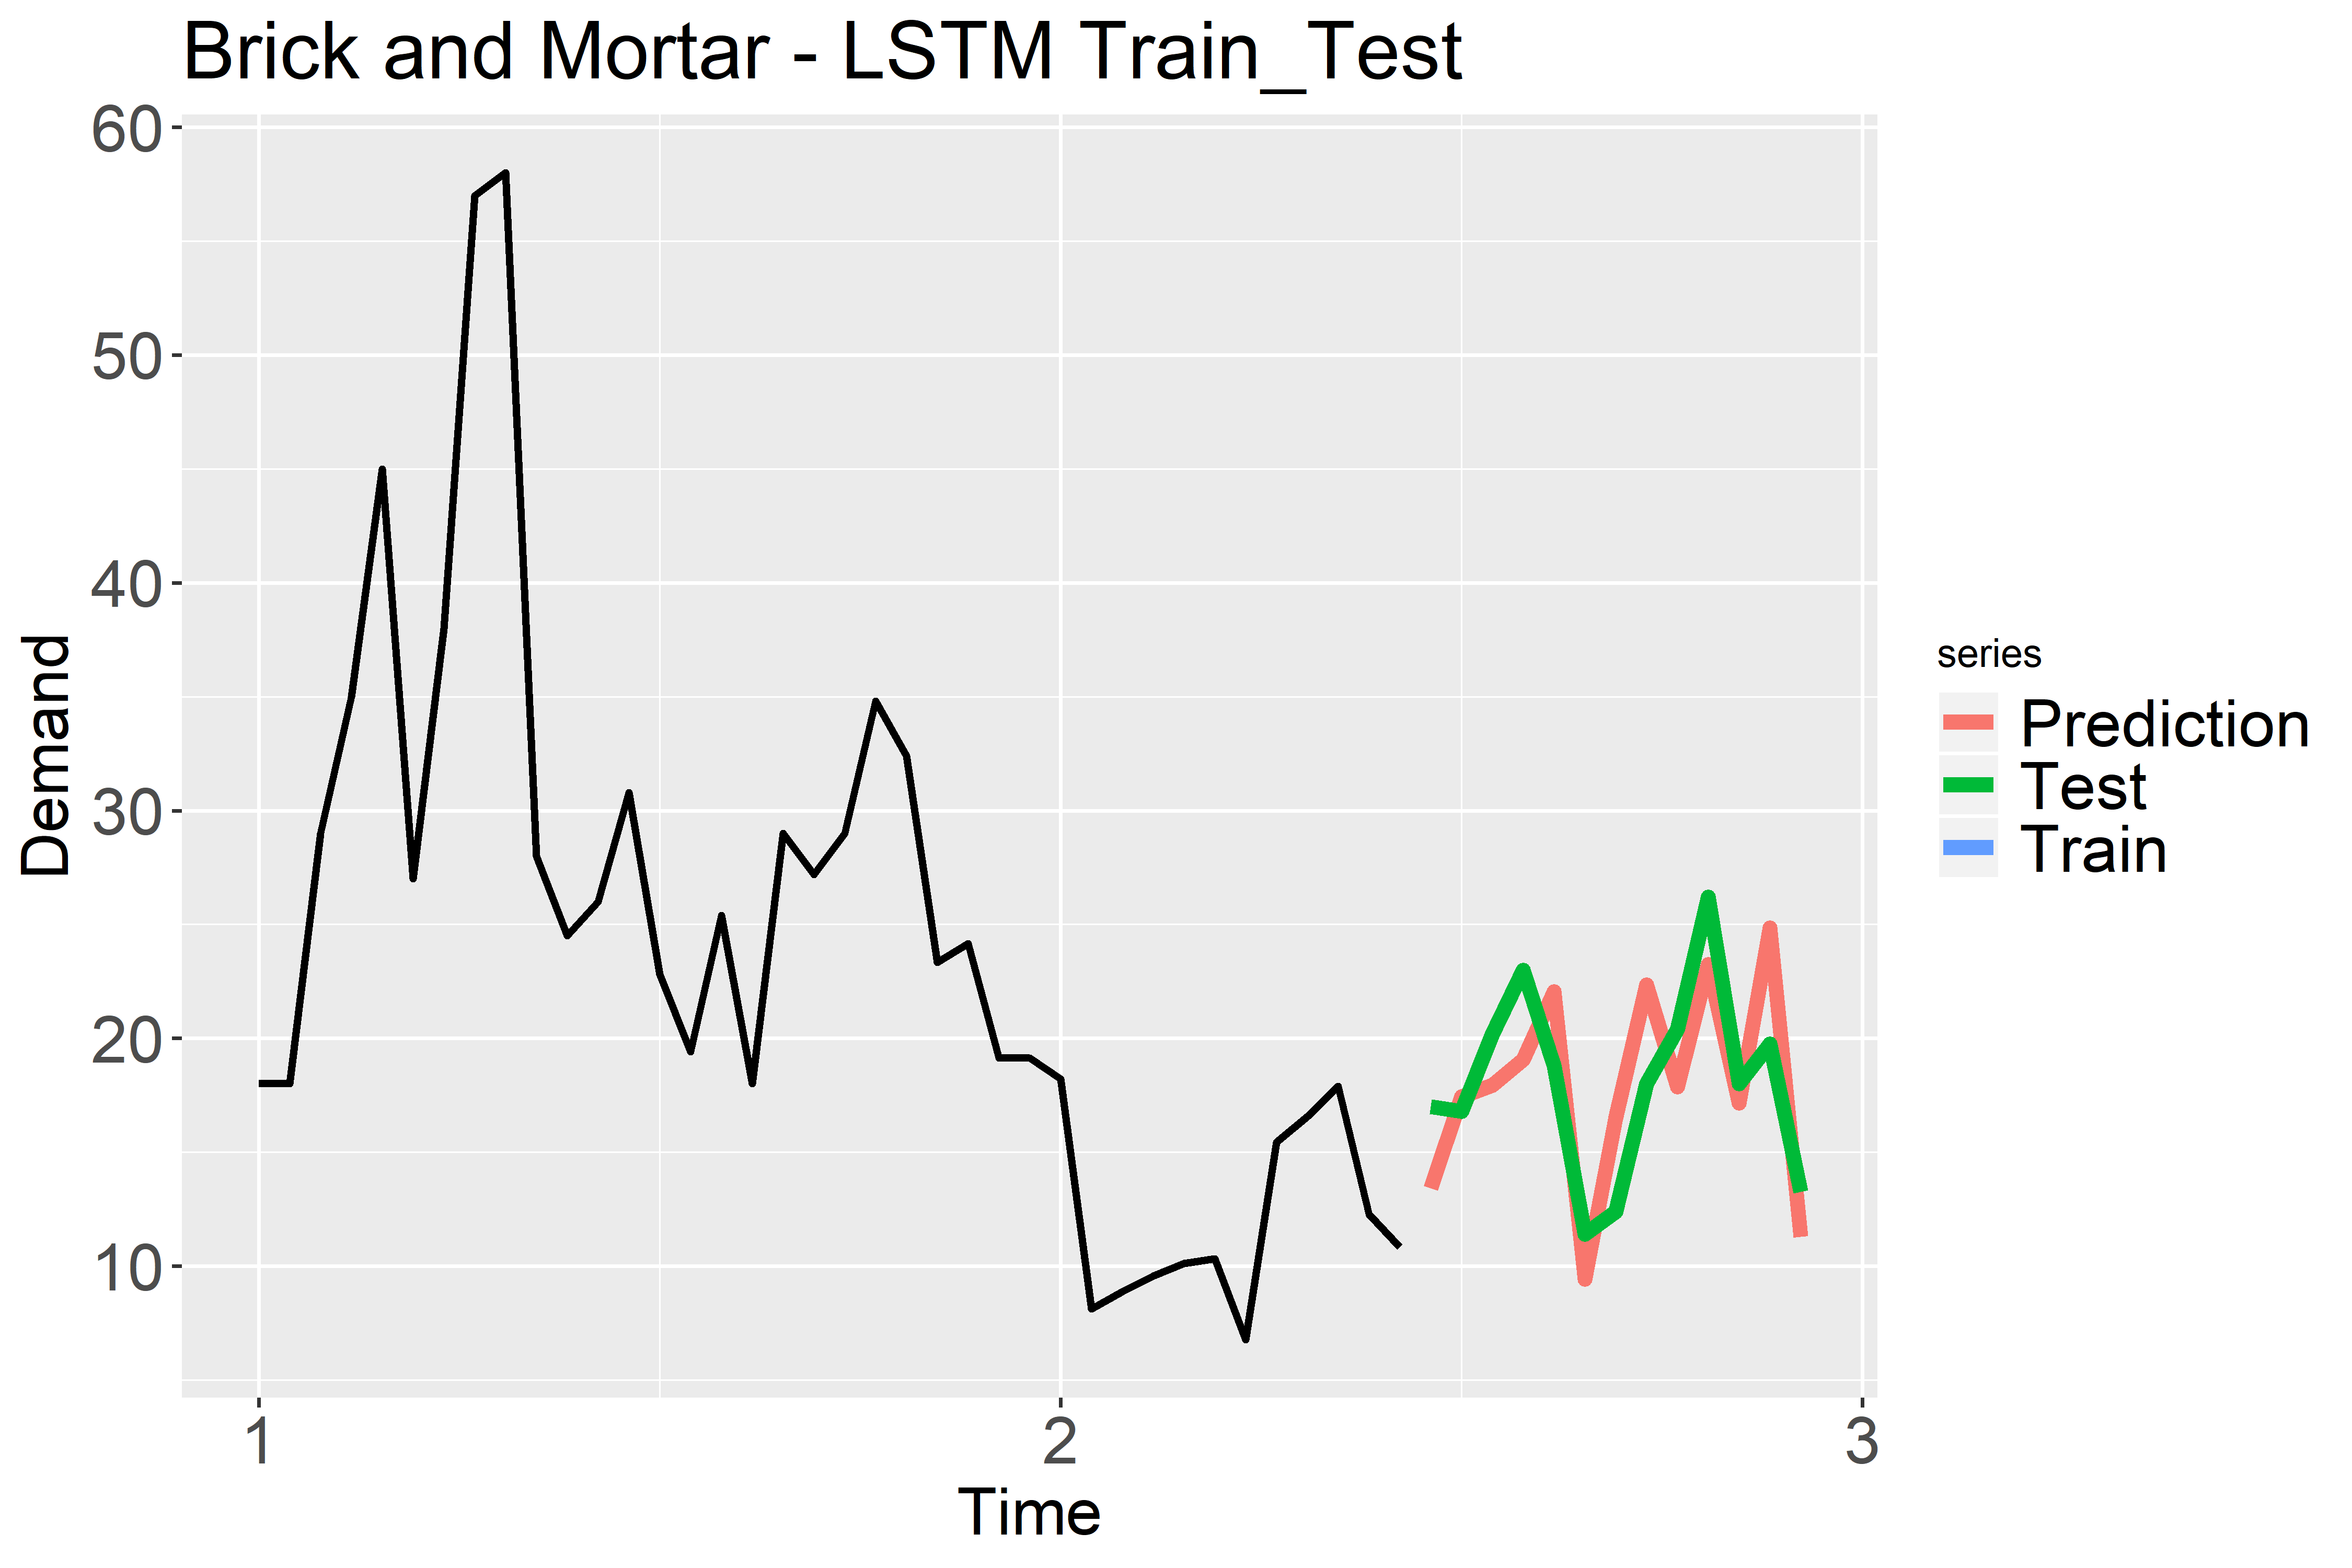 Brick and Mortar - LSTM Train_Test
60
50
40
30
20
10
Demand
1
2
3
Time
series
Prediction
Test
Train